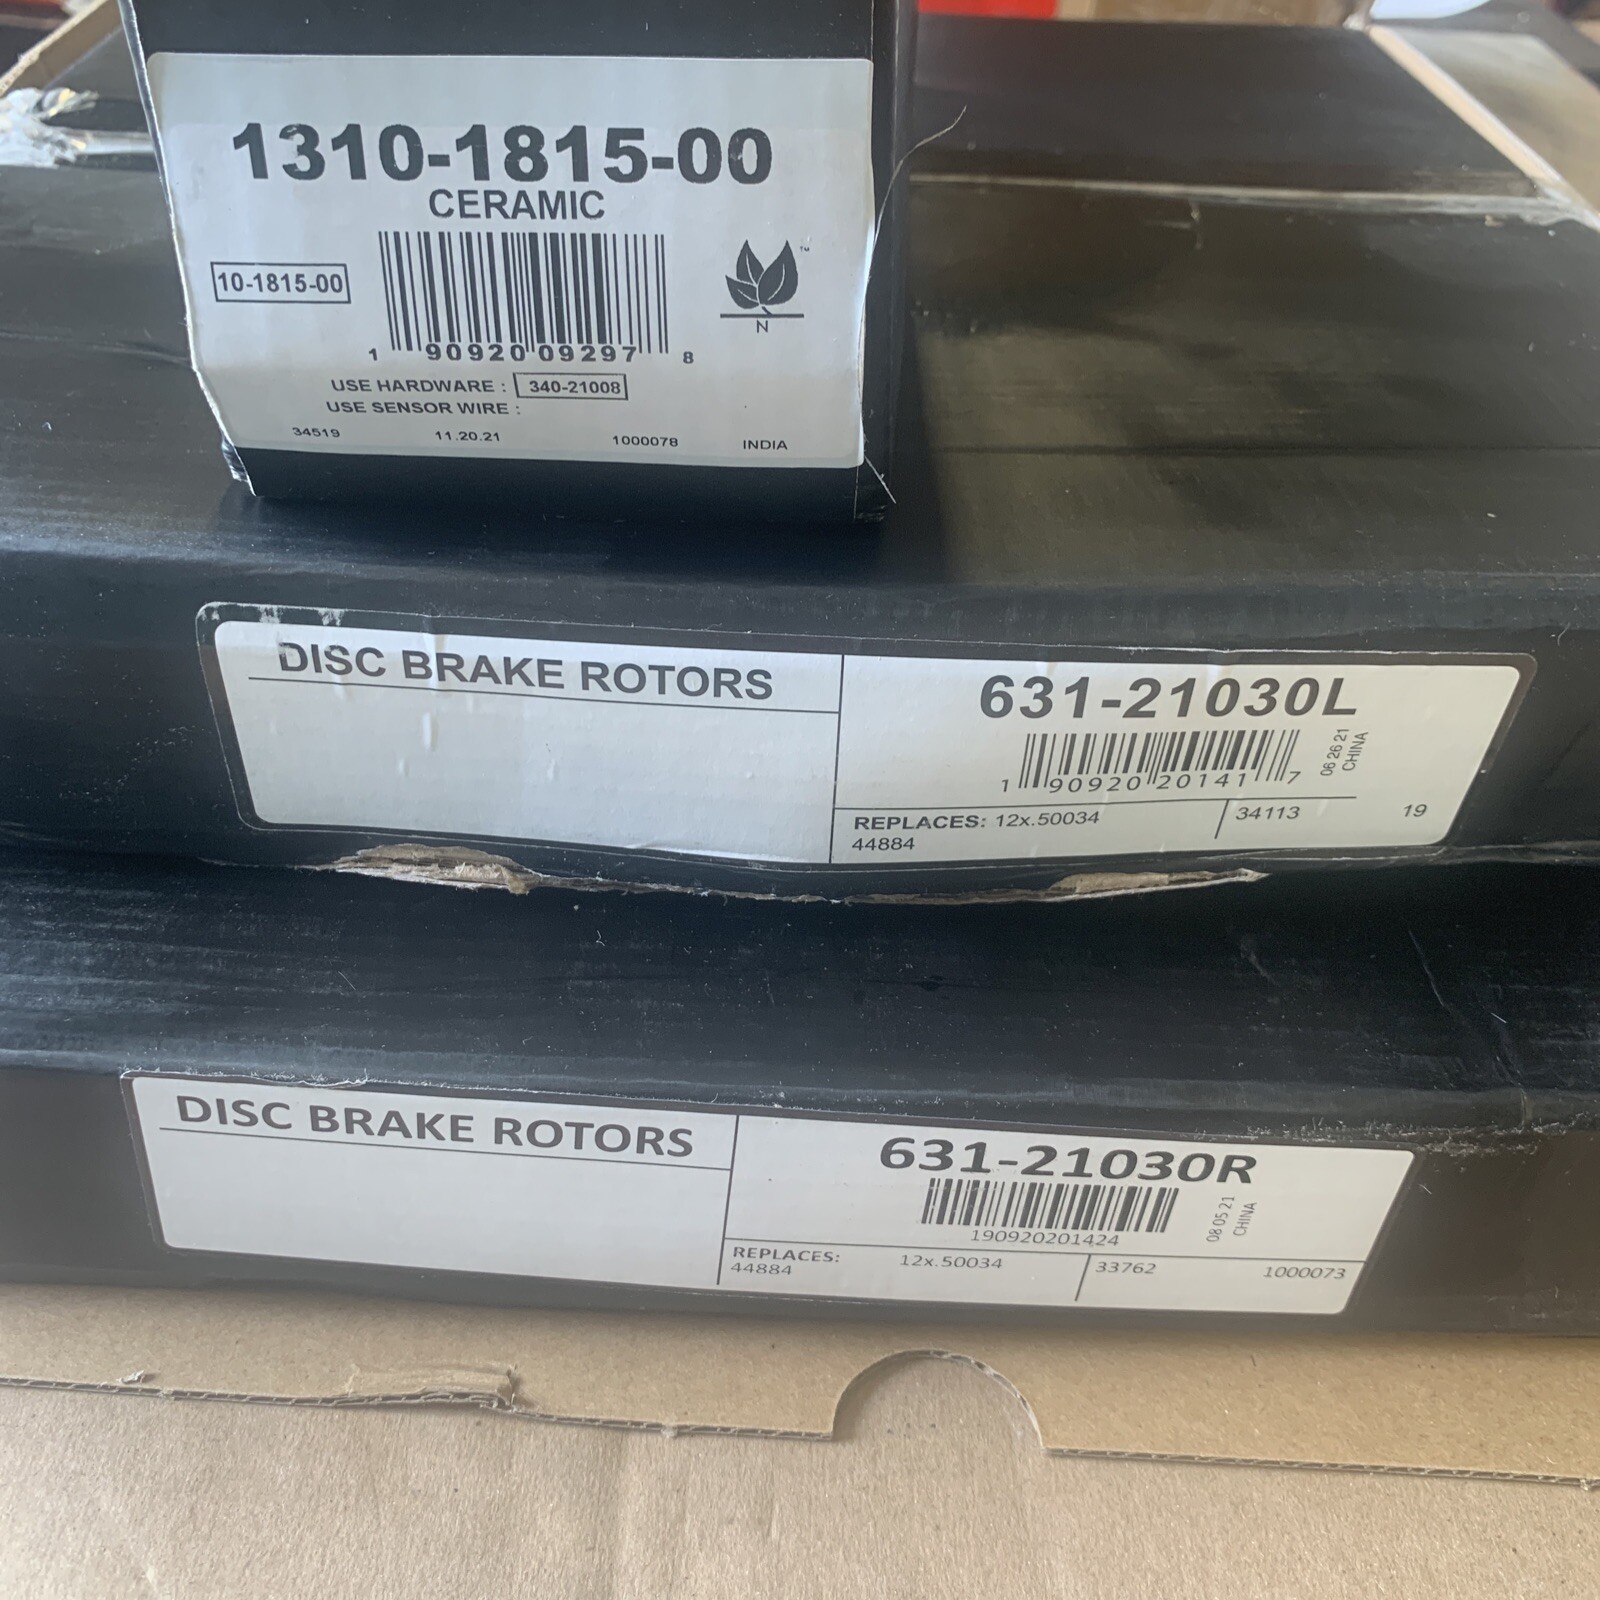 1310-1815-00
CERAMIC
10-1815-00
™
N
1 90920 09297 8
USE HARDWARE : 340-21008
USE SENSOR WIRE :
34519 11.20.21 1000078 INDIA
DISC BRAKE ROTORS
631-21030L
1 90920 20141 7
06 26 21
CHINA
REPLACES: 12x.50034
44884
34113 19
DISC BRAKE ROTORS
631-21030R
190920201424
08 05 21
CHINA
REPLACES: 12x.50034
44884
33762 1000073